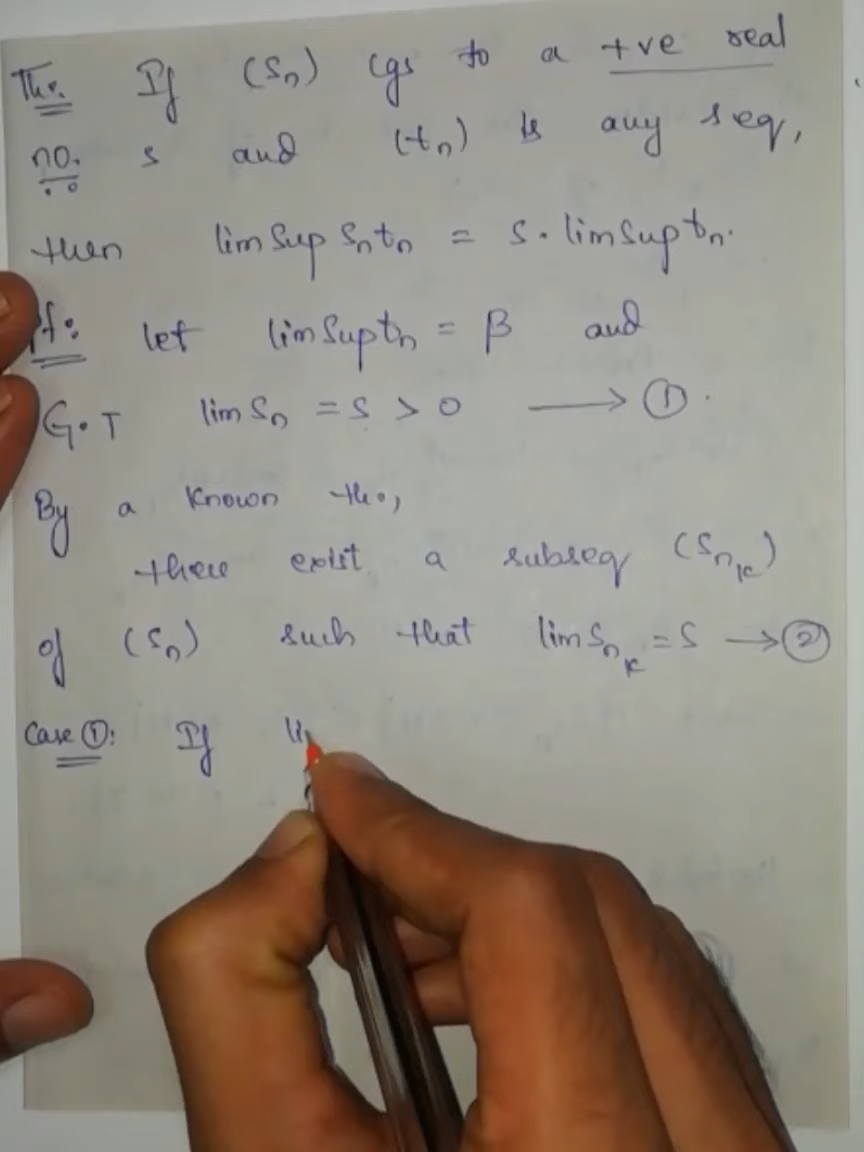 Thr. If (Sn) cgs to a +ve real
no. s and (tn) is any seq,
then lim Sup Sntn = S. lim Sup tn.
Pf: let lim Sup tn = β and
G.T lim Sn = S > 0 → ①.
By a known tho,
there exist a subseq (Snk)
of (Sn) such that lim Snk = S → ②
Case ①: If